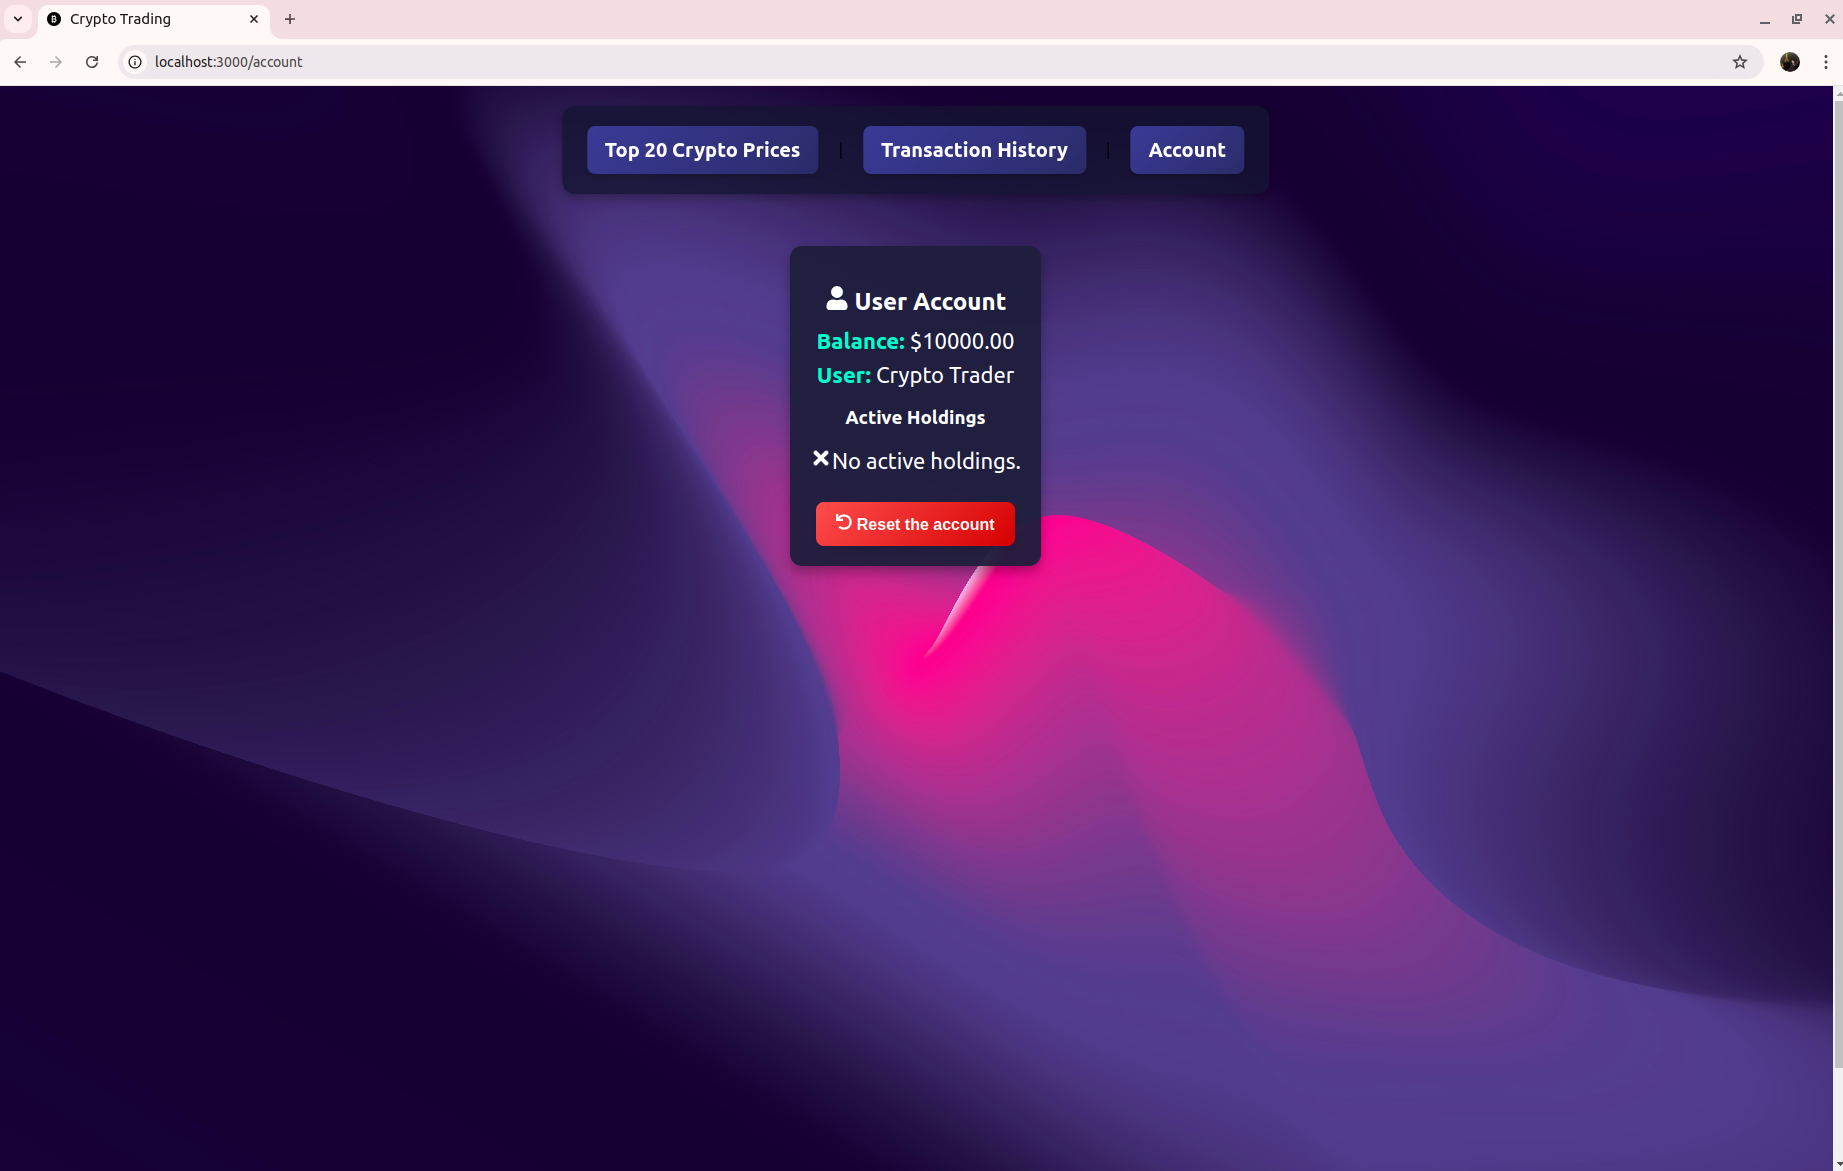 Crypto Trading
localhost:3000/account
Top 20 Crypto Prices | Transaction History | Account
User Account
Balance: $10000.00
User: Crypto Trader
Active Holdings
No active holdings.
Reset the account